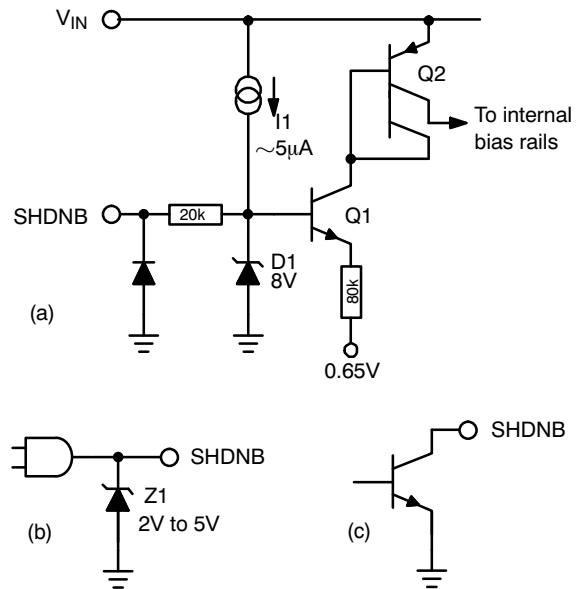 V_IN
Q2
I1
~5μA
To internal
bias rails
SHDNB
20k
Q1
D1
8V
80k
(a)
0.65V
SHDNB
SHDNB
Z1
2V to 5V
(b)
(c)